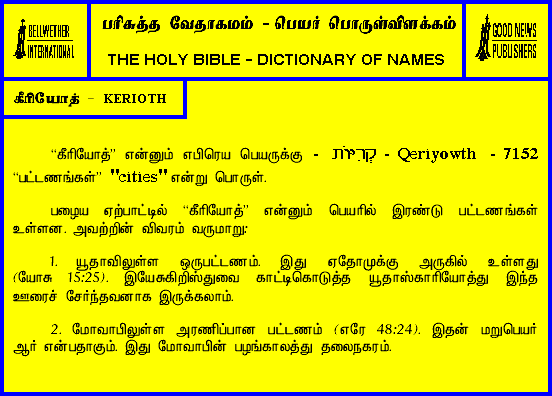 BELLWETHER
INTERNATIONAL
பரிசுத்த வேதாகமம் - பெயர் பொருள்விளக்கம்
THE HOLY BIBLE - DICTIONARY OF NAMES
GOOD NEWS
PUBLISHERS
கீரியோத் - KERIOTH
“கீரியோத்” என்னும் எபிரெய பெயருக்கு - קְרִיּוֹת - Qeriyowth - 7152
“பட்டணங்கள்” "cities" என்று பொருள்.
பழைய ஏற்பாட்டில் “கீரியோத்” என்னும் பெயரில் இரண்டு பட்டணங்கள்
உள்ளன. அவற்றின் விவரம் வருமாறு:
1. யூதாவிலுள்ள ஒருபட்டணம். இது ஏதோமுக்கு அருகில் உள்ளது
(யோசு 15:25). இயேசுகிறிஸ்துவை காட்டிகொடுத்த யூதாஸ்காரியோத்து இந்த
ஊரைச் சேர்ந்தவனாக இருக்கலாம்.
2. மோவாபிலுள்ள அரணிப்பான பட்டணம் (எரே 48:24). இதன் மறுபெயர்
ஆர் என்பதாகும். இது மோவாபின் பழங்காலத்து தலைநகரம்.